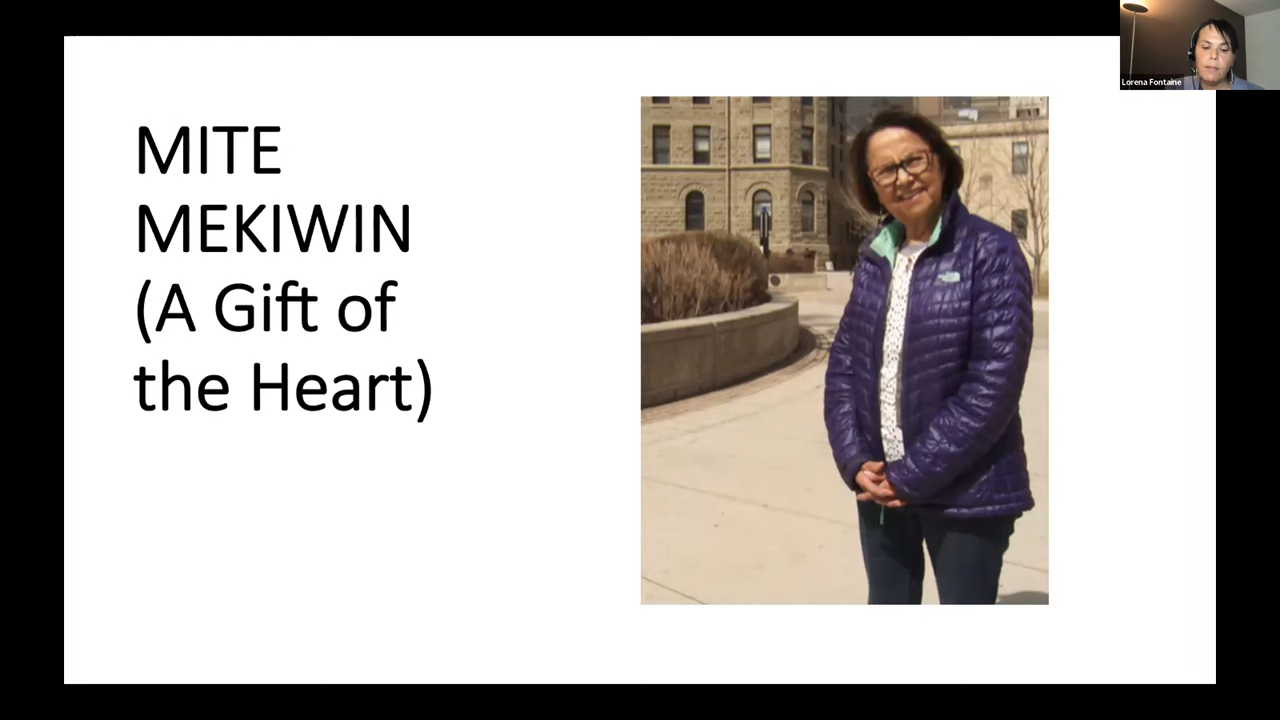 MITE
MEKIWIN
(A Gift of
the Heart)
Lorena Fontaine